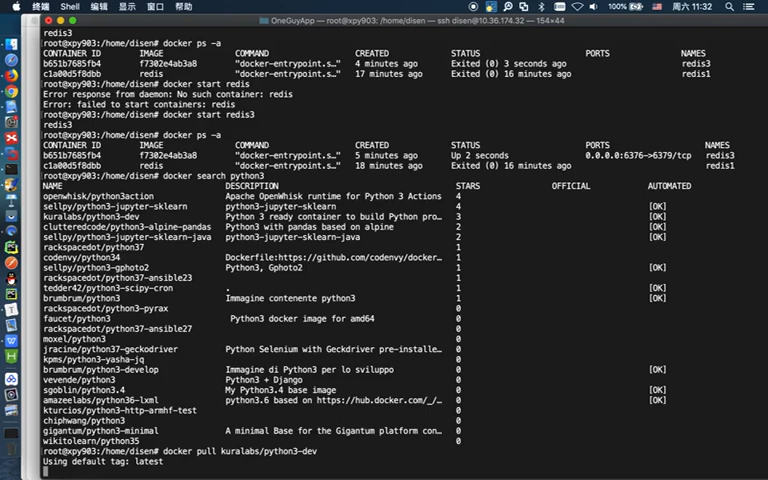 终端 Shell 编辑 显示 窗口 帮助 100% 周六 11:32
OneGuyApp — root@xpy903: /home/disen — ssh disen@10.36.174.32 — 154×44
redis3
[root@xpy903:/home/disen# docker ps -a
CONTAINER ID IMAGE COMMAND CREATED STATUS PORTS NAMES
b651b7685fb4 f7302e4ab3a8 "docker-entrypoint.s…" 4 minutes ago Exited (0) 3 seconds ago redis3
c1a00d5f8dbb redis "docker-entrypoint.s…" 17 minutes ago Exited (0) 16 minutes ago redis1
[root@xpy903:/home/disen# docker start redis
Error response from daemon: No such container: redis
Error: failed to start containers: redis
[root@xpy903:/home/disen# docker start redis3
redis3
[root@xpy903:/home/disen# docker ps -a
CONTAINER ID IMAGE COMMAND CREATED STATUS PORTS NAMES
b651b7685fb4 f7302e4ab3a8 "docker-entrypoint.s…" 5 minutes ago Up 2 seconds 0.0.0.0:6376->6379/tcp redis3
c1a00d5f8dbb redis "docker-entrypoint.s…" 18 minutes ago Exited (0) 16 minutes ago redis1
[root@xpy903:/home/disen# docker search python3
NAME DESCRIPTION STARS OFFICIAL AUTOMATED
openwhisk/python3action Apache OpenWhisk runtime for Python 3 Actions 4
sellpy/python3-jupyter-sklearn python3-jupyter-sklearn 4 [OK]
kuralabs/python3-dev Python 3 ready container to build Python pro… 3 [OK]
clutteredcode/python3-alpine-pandas Python3 with pandas based on alpine 2 [OK]
sellpy/python3-jupyter-sklearn-java python3-jupyter-sklearn-java 2 [OK]
rackspacedot/python37 1
codenvy/python34 Dockerfile:https://github.com/codenvy/docker… 1 [OK]
sellpy/python3-gphoto2 Python3, Gphoto2 1 [OK]
rackspacedot/python37-ansible23 1
tedder42/python3-scipy-cron . 1 [OK]
brumbrum/python3 Immagine contenente python3 1 [OK]
rackspacedot/python3-pyrax 0
faucet/python3 Python3 docker image for amd64 0
rackspacedot/python37-ansible27 0
moxel/python3 0
jracine/python37-geckodriver Python Selenium with Geckdriver pre-installe… 0
kpms/python3-yasha-jq 0
brumbrum/python3-develop Immagine di Python3 per lo sviluppo 0 [OK]
vevende/python3 Python3 + Django 0
sgoblin/python3.4 My Python3.4 base image 0 [OK]
amazeelabs/python36-lxml python3.6 based on https://hub.docker.com/_/… 0 [OK]
kturcios/python3-http-armhf-test 0
chiphwang/python3 0
gigantum/python3-minimal A minimal Base for the Gigantum platform con… 0
wikitolearn/python35 0
[root@xpy903:/home/disen# docker pull kuralabs/python3-dev
Using default tag: latest